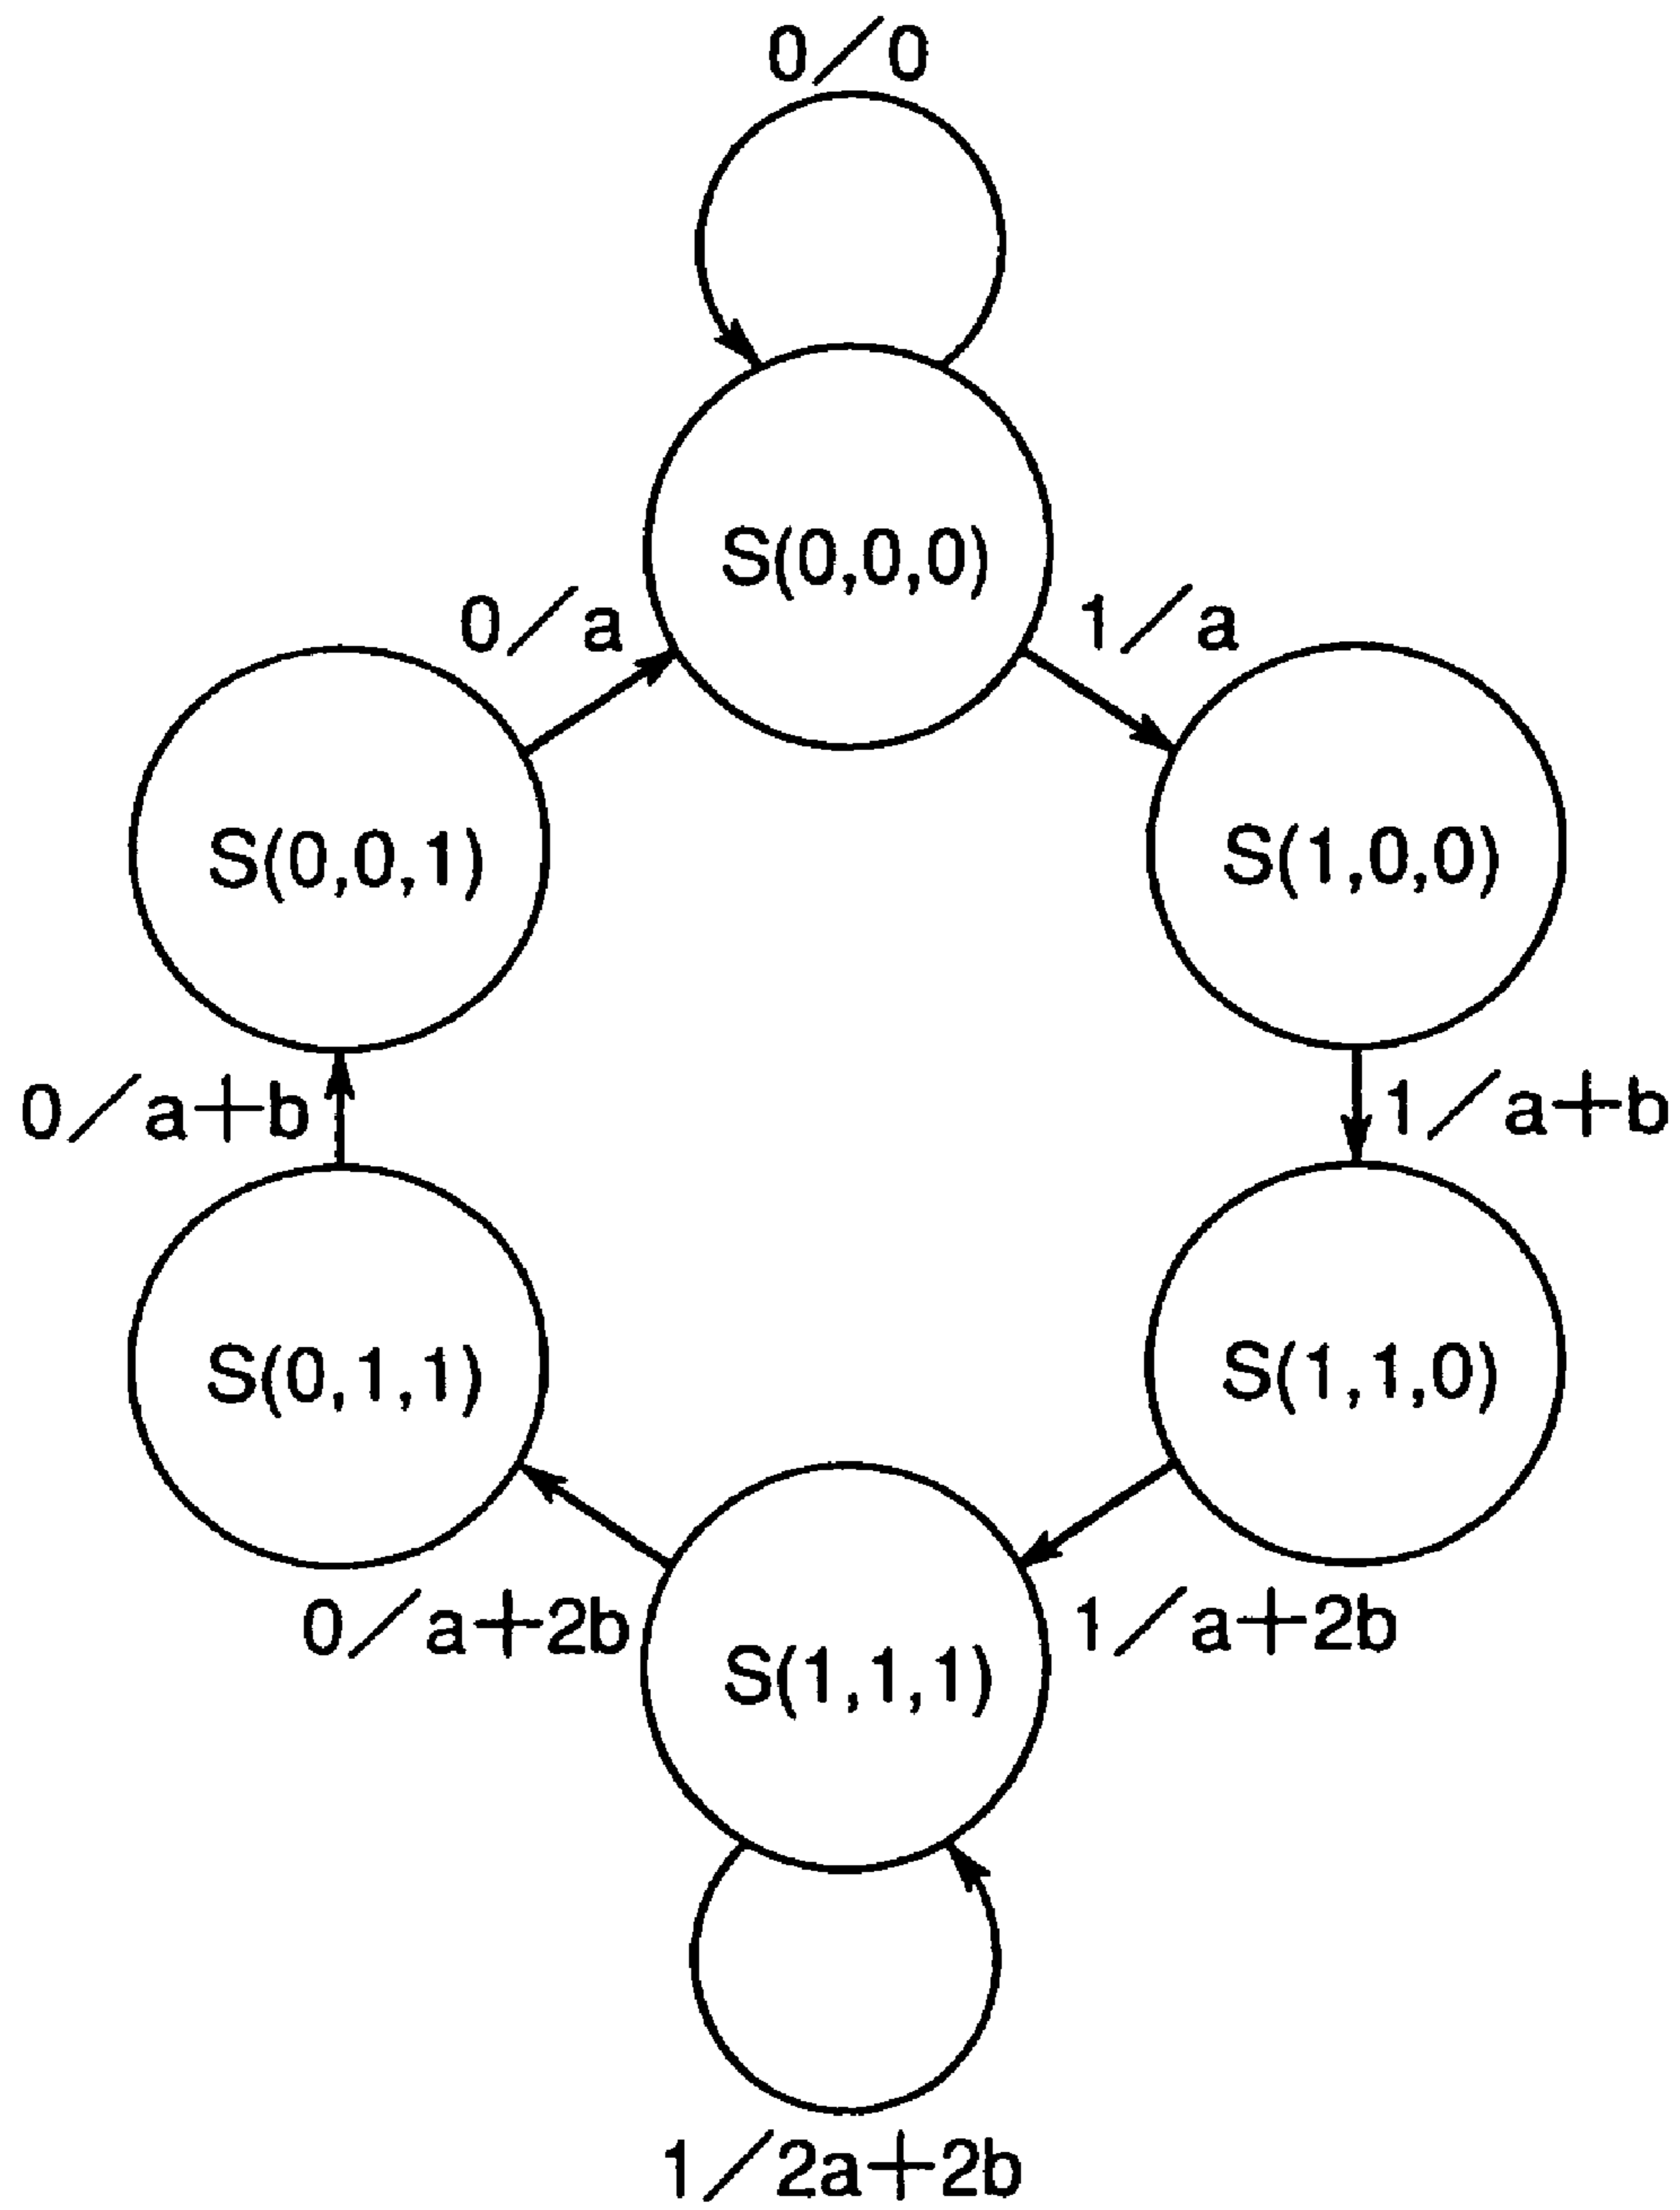 0/0
S(0,0,0)
0/a
1/a
S(0,0,1)
S(1,0,0)
0/a+b
1/a+b
S(0,1,1)
S(1,1,0)
0/a+2b
1/a+2b
S(1,1,1)
1/2a+2b